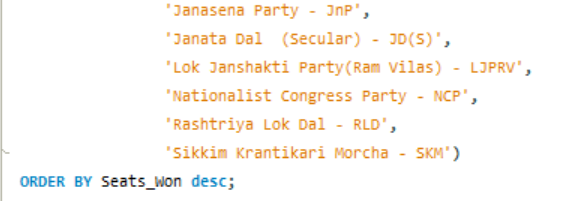 'Janasena Party - JnP',
'Janata Dal  (Secular) - JD(S)',
'Lok Janshakti Party(Ram Vilas) - LJPRV',
'Nationalist Congress Party - NCP',
'Rashtriya Lok Dal - RLD',
'Sikkim Krantikari Morcha - SKM')
ORDER BY Seats_Won desc;